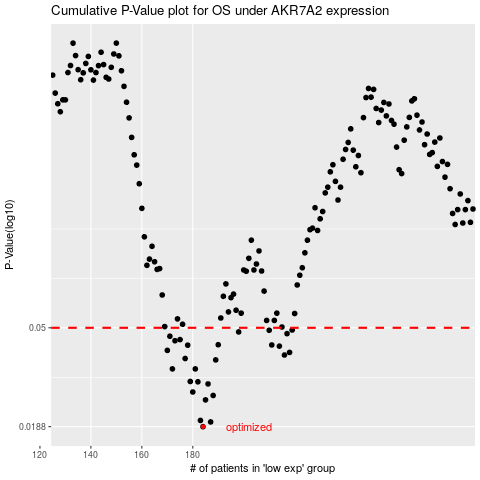 Cumulative P-Value plot for OS under AKR7A2 expression
P-Value(log10)
0.05
0.0188
optimized
120 140 160 180
# of patients in 'low exp' group